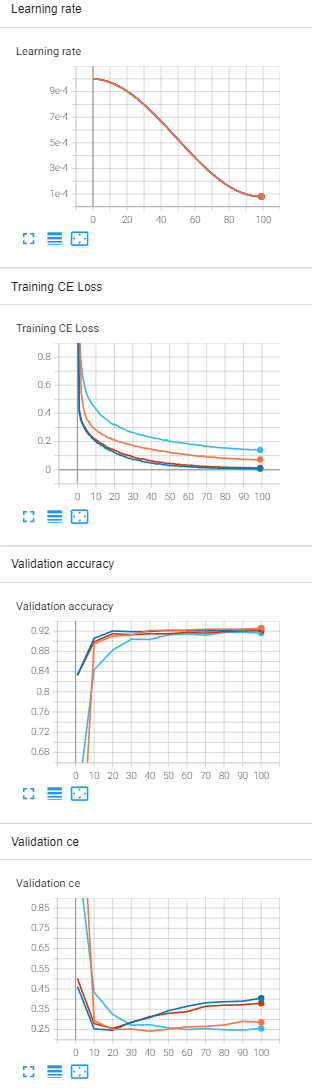 Learning rate
Learning rate
9e-4
7e-4
5e-4
3e-4
1e-4
0 20 40 60 80 100
Training CE Loss
Training CE Loss
0.8
0.6
0.4
0.2
0
0 10 20 30 40 50 60 70 80 90 100
Validation accuracy
Validation accuracy
0.92
0.88
0.84
0.8
0.76
0.72
0.68
0 10 20 30 40 50 60 70 80 90 100
Validation ce
Validation ce
0.85
0.75
0.65
0.55
0.45
0.35
0.25
0 10 20 30 40 50 60 70 80 90 100